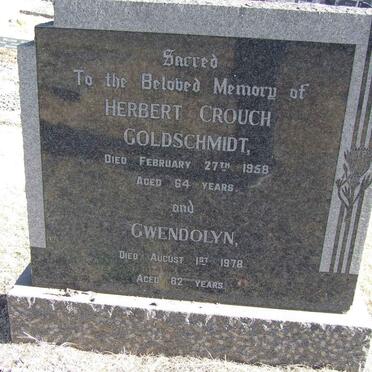 Sacred
To the Beloved Memory of
HERBERT CROUCH
GOLDSCHMIDT,
DIED FEBRUARY 27TH 1958
AGED 64 YEARS.
and
GWENDOLYN,
DIED AUGUST 1ST 1978
AGED 82 YEARS